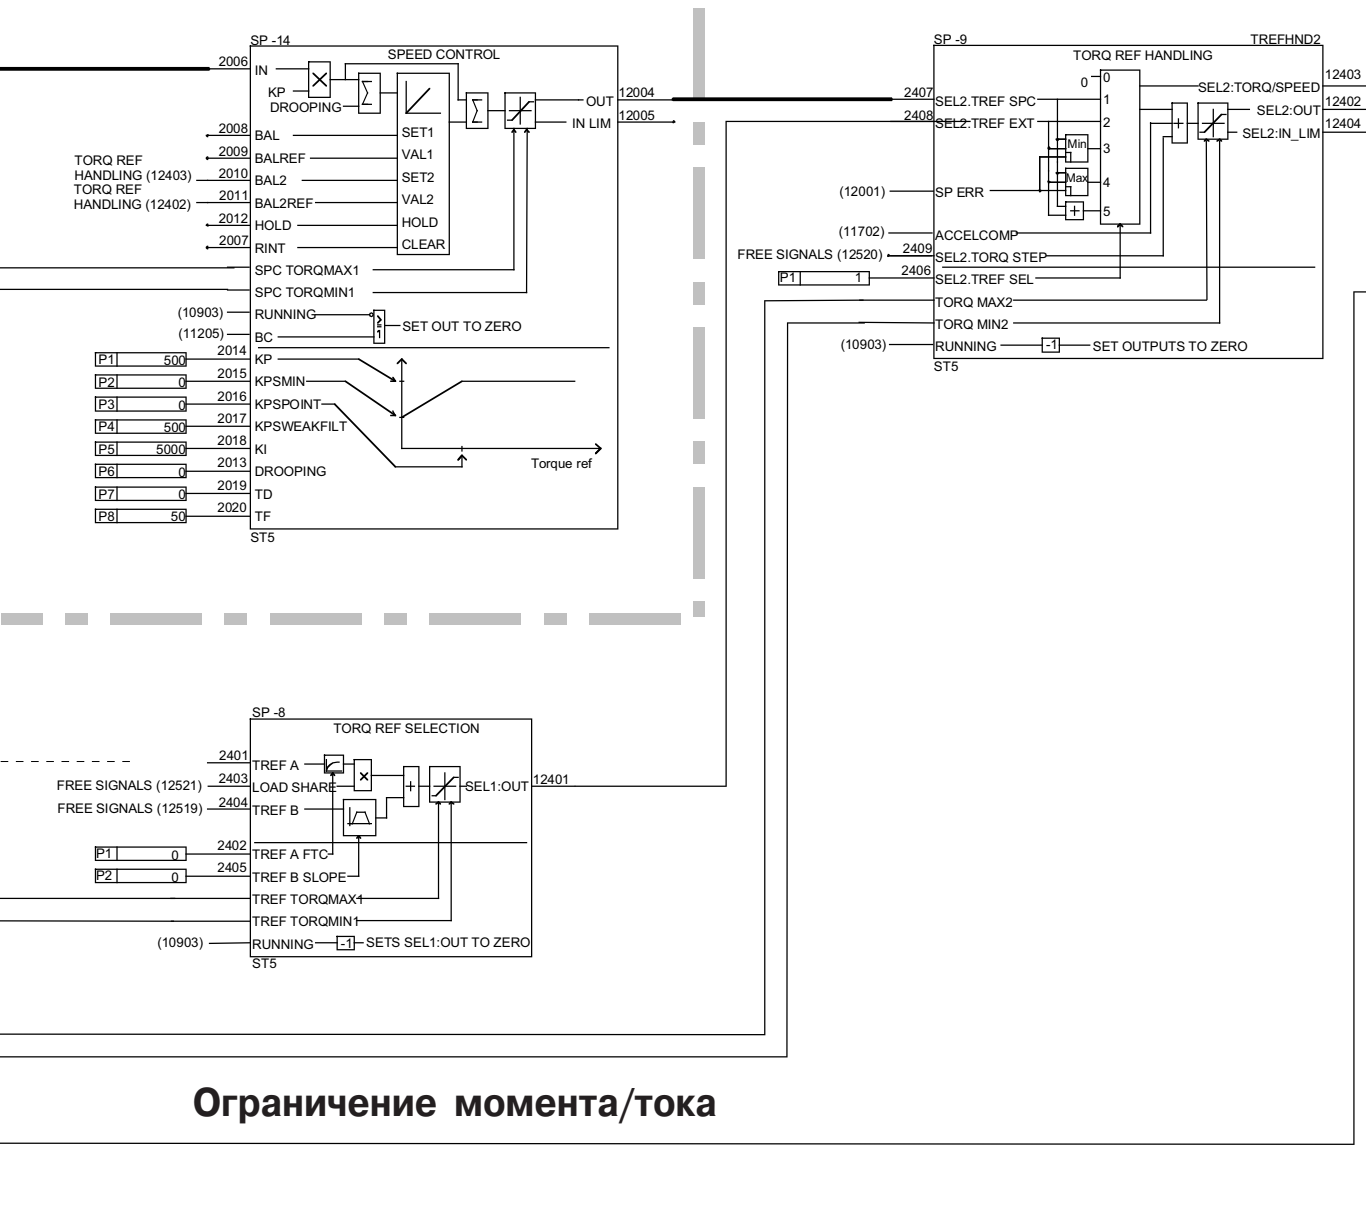 SP -14
SPEED CONTROL
2006 IN
KP
DROOPING
Σ
Σ
OUT 12004
IN LIM 12005
2008 BAL SET1
2009 BALREF VAL1
TORQ REF
HANDLING (12403) 2010 BAL2 SET2
TORQ REF
HANDLING (12402) 2011 BAL2REF VAL2
2012 HOLD HOLD
2007 RINT CLEAR
SPC TORQMAX1
SPC TORQMIN1
(10903) RUNNING
≥1
SET OUT TO ZERO
(11205) BC
P1 500 2014 KP
P2 0 2015 KPSMIN
P3 0 2016 KPSPOINT
P4 500 2017 KPSWEAKFILT
P5 5000 2018 KI
Torque ref
P6 0 2013 DROOPING
P7 0 2019 TD
P8 50 2020 TF
ST5
SP -9 TREFHND2
TORQ REF HANDLING
0 0
SEL2:TORQ/SPEED 12403
2407 SEL2.TREF SPC 1
SEL2:OUT 12402
2408 SEL2.TREF EXT 2
+
SEL2:IN_LIM 12404
Min 3
Max 4
(12001) SP ERR
+ 5
(11702) ACCELCOMP
FREE SIGNALS (12520) 2409 SEL2.TORQ STEP
P1 1 2406 SEL2.TREF SEL
TORQ MAX2
TORQ MIN2
(10903) RUNNING -1 SET OUTPUTS TO ZERO
ST5
SP -8
TORQ REF SELECTION
2401 TREF A
FREE SIGNALS (12521) 2403 LOAD SHARE X + SEL1:OUT 12401
FREE SIGNALS (12519) 2404 TREF B
P1 0 2402 TREF A FTC
P2 0 2405 TREF B SLOPE
TREF TORQMAX1
TREF TORQMIN1
(10903) RUNNING -1 SETS SEL1:OUT TO ZERO
ST5
Ограничение момента/тока